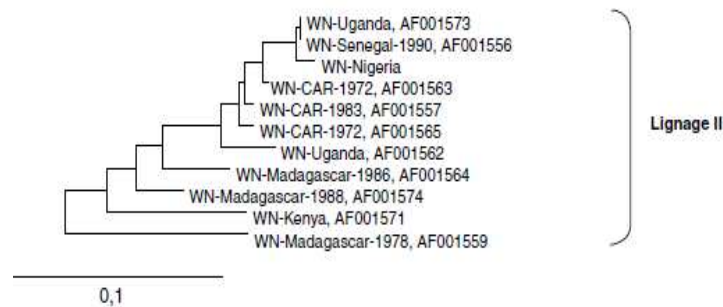 WN-Uganda, AF001573
WN-Senegal-1990, AF001556
WN-Nigeria
WN-CAR-1972, AF001563
WN-CAR-1983, AF001557
WN-CAR-1972, AF001565
WN-Uganda, AF001562
WN-Madagascar-1986, AF001564
WN-Madagascar-1988, AF001574
WN-Kenya, AF001571
WN-Madagascar-1978, AF001559
Lignage II
0,1